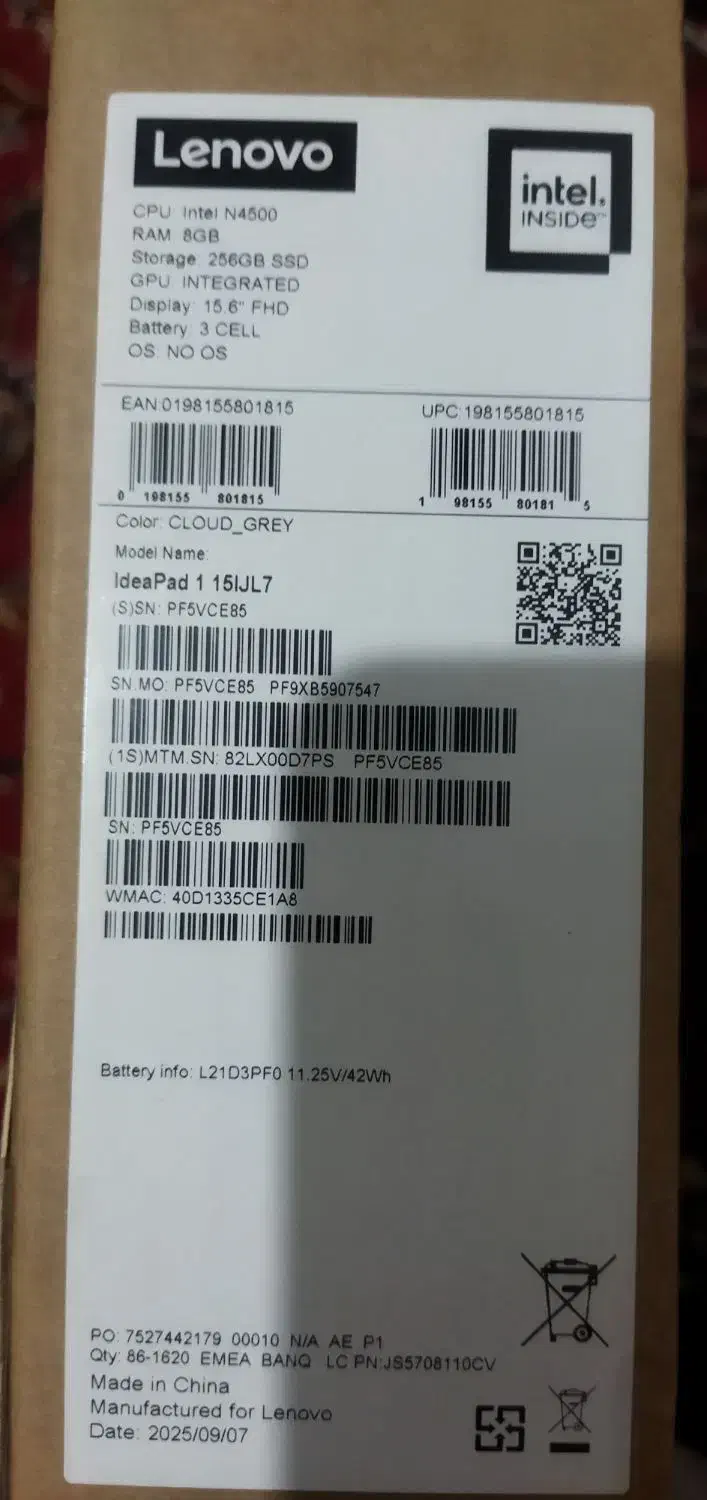 Lenovo
intel.
INSIDE™
CPU: Intel N4500
RAM: 8GB
Storage: 256GB SSD
GPU: INTEGRATED
Display: 15.6" FHD
Battery: 3 CELL
OS: NO OS
EAN:0198155801815
UPC:198155801815
0 198155 801815
1 98155 80181 5
Color: CLOUD_GREY
Model Name:
IdeaPad 1 15IJL7
(S)SN: PF5VCE85
SN.MO: PF5VCE85 PF9XB5907547
(1S)MTM.SN: 82LX00D7PS PF5VCE85
SN: PF5VCE85
WMAC: 40D1335CE1A8
Battery info: L21D3PF0 11.25V/42Wh
PO: 7527442179 00010 N/A AE P1
Qty: 86-1620 EMEA BANQ LC PN:JS5708110CV
Made in China
Manufactured for Lenovo
Date: 2025/09/07